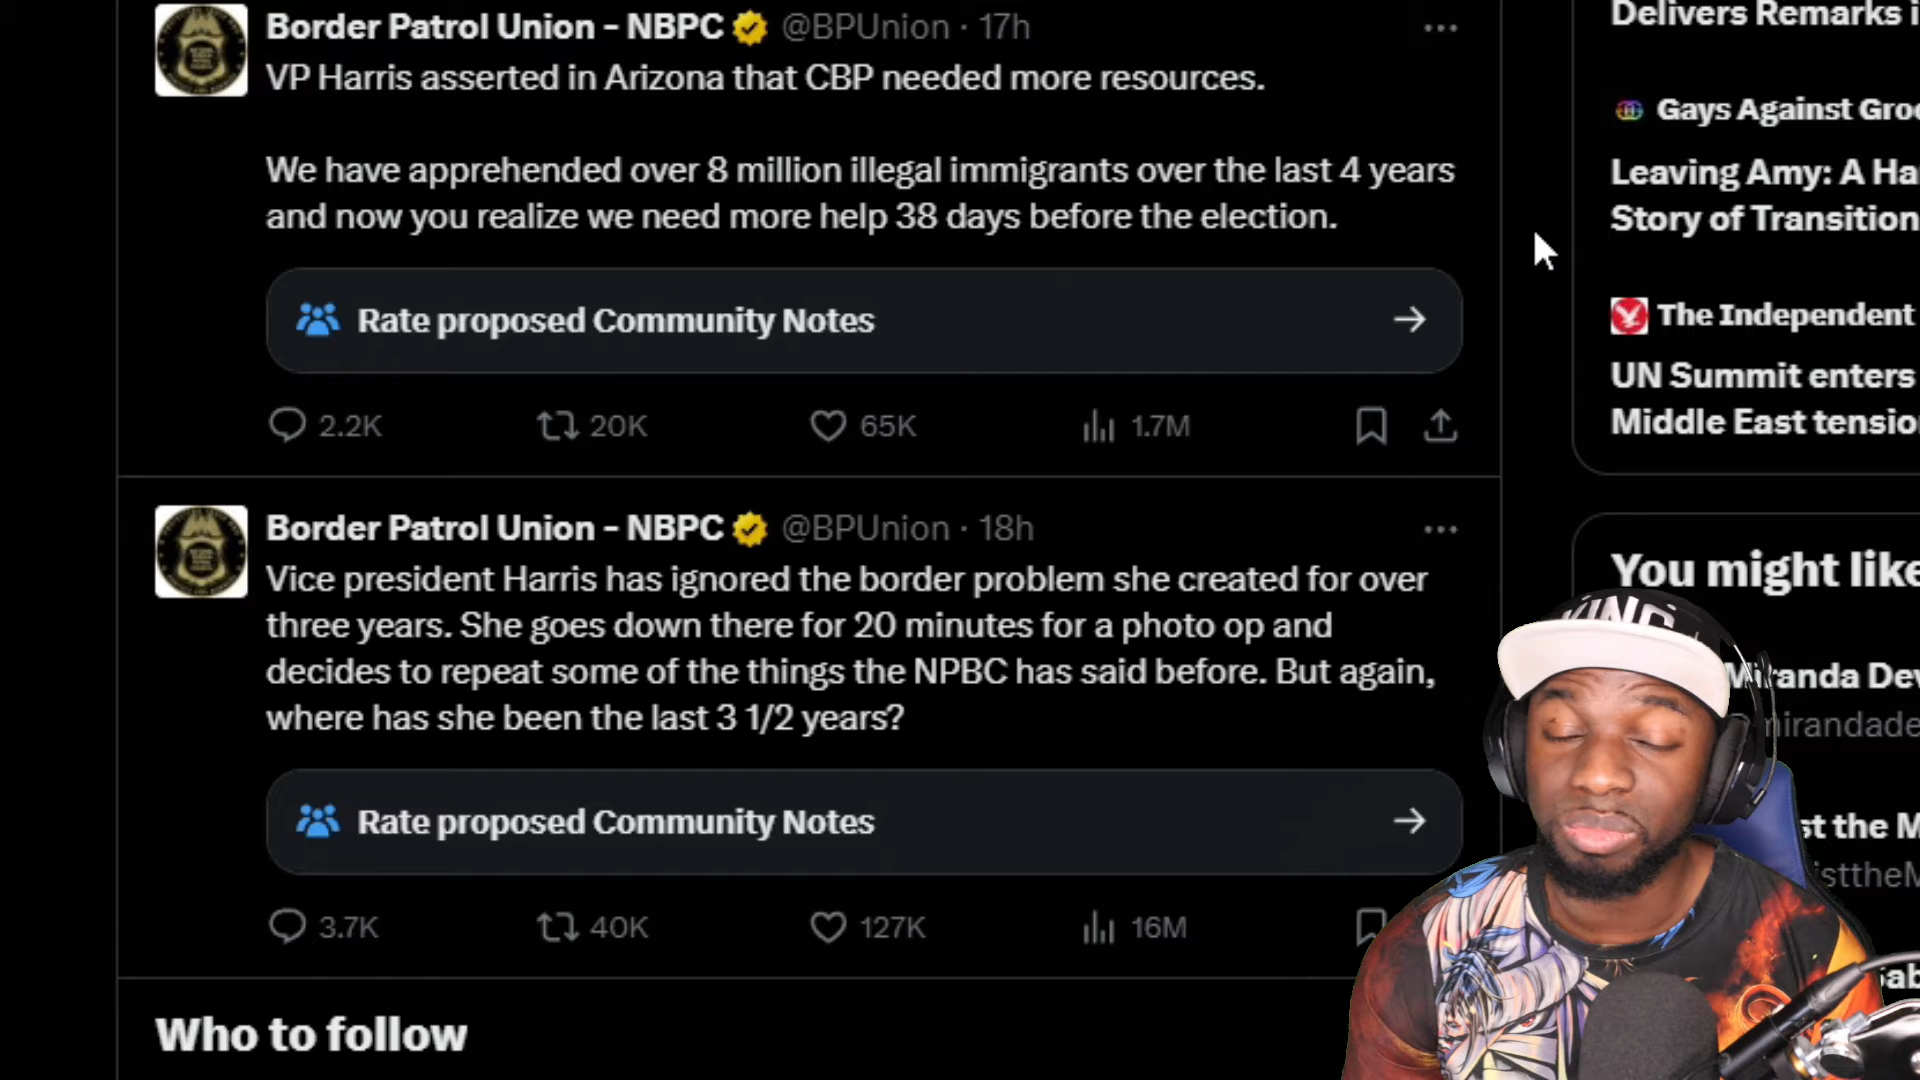 Border Patrol Union - NBPC @BPUnion · 17h
VP Harris asserted in Arizona that CBP needed more resources.
We have apprehended over 8 million illegal immigrants over the last 4 years
and now you realize we need more help 38 days before the election.
Rate proposed Community Notes
2.2K 20K 65K 1.7M
Border Patrol Union - NBPC @BPUnion · 18h
Vice president Harris has ignored the border problem she created for over
three years. She goes down there for 20 minutes for a photo op and
decides to repeat some of the things the NPBC has said before. But again,
where has she been the last 3 1/2 years?
Rate proposed Community Notes
3.7K 40K 127K 16M
Who to follow
Delivers Remarks i
Gays Against Groo
Leaving Amy: A Ha
Story of Transition
The Independent
UN Summit enters
Middle East tensio
You might like
Miranda Dev
mirandade
st the M
isttheM